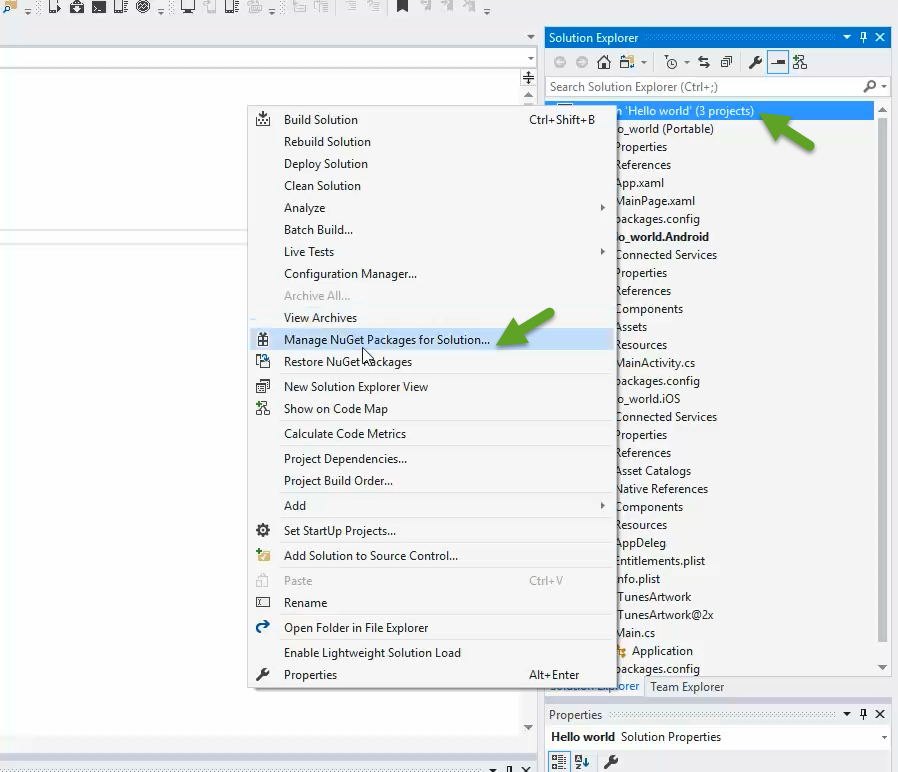 Solution Explorer
Search Solution Explorer (Ctrl+;)
'Hello world' (3 projects)
o_world (Portable)
Properties
References
App.xaml
MainPage.xaml
packages.config
lo_world.Android
Connected Services
Properties
References
Components
Assets
Resources
MainActivity.cs
packages.config
o_world.iOS
Connected Services
Properties
References
Asset Catalogs
Native References
Components
Resources
AppDeleg
Entitlements.plist
nfo.plist
TunesArtwork
TunesArtwork@2x
Main.cs
Application
packages.config
Build Solution Ctrl+Shift+B
Rebuild Solution
Deploy Solution
Clean Solution
Analyze
Batch Build...
Live Tests
Configuration Manager...
Archive All...
View Archives
Manage NuGet Packages for Solution...
Restore NuGet Packages
New Solution Explorer View
Show on Code Map
Calculate Code Metrics
Project Dependencies...
Project Build Order...
Add
Set StartUp Projects...
Add Solution to Source Control...
Paste Ctrl+V
Rename
Open Folder in File Explorer
Enable Lightweight Solution Load
Properties Alt+Enter
Solution Explorer Team Explorer
Properties
Hello world Solution Properties